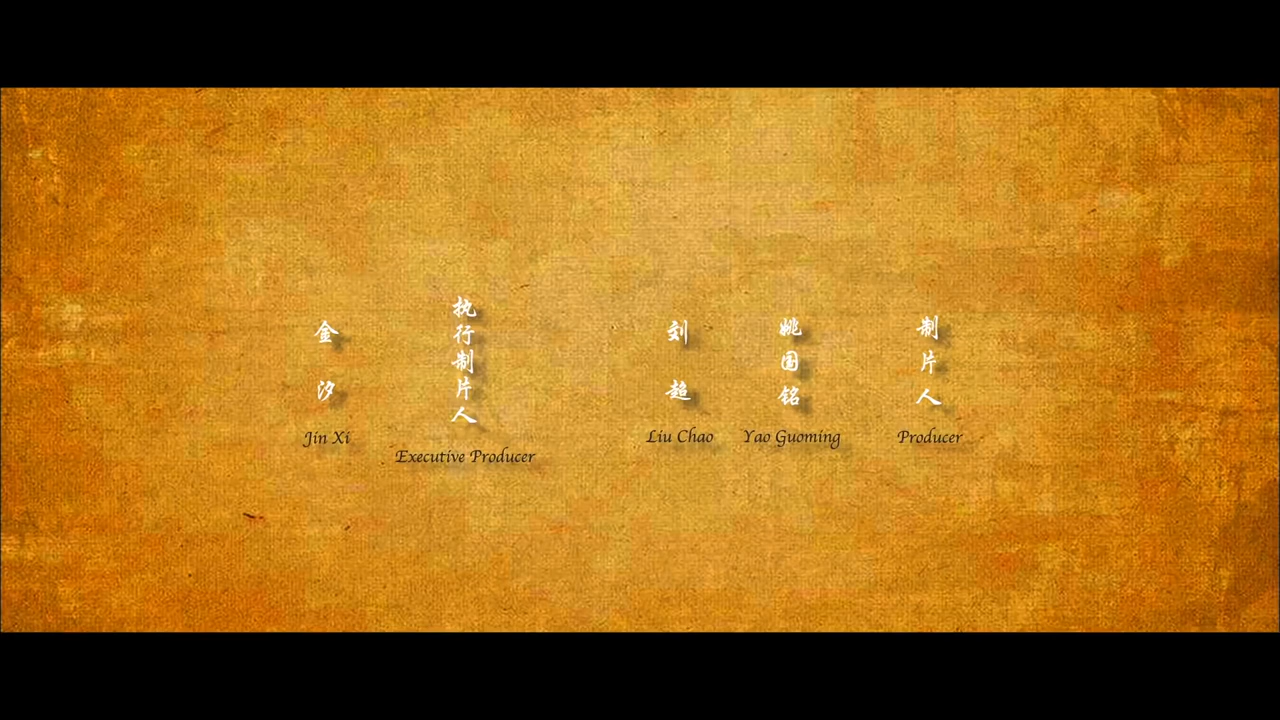 制片人
Producer
姚国铭
Yao Guoming
刘超
Liu Chao
执行制片人
Executive Producer
金汐
Jin Xi